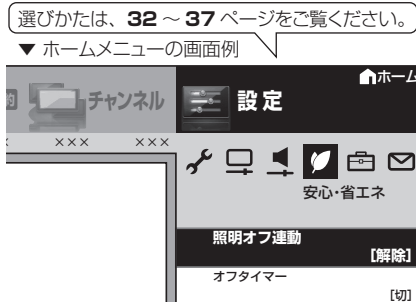 選びかたは、32 ～ 37 ページをご覧ください。
▼ ホームメニューの画面例
ホーム
チャンネル
設定
××× ×××
安心・省エネ
照明オフ連動
[解除]
オフタイマー
[切]